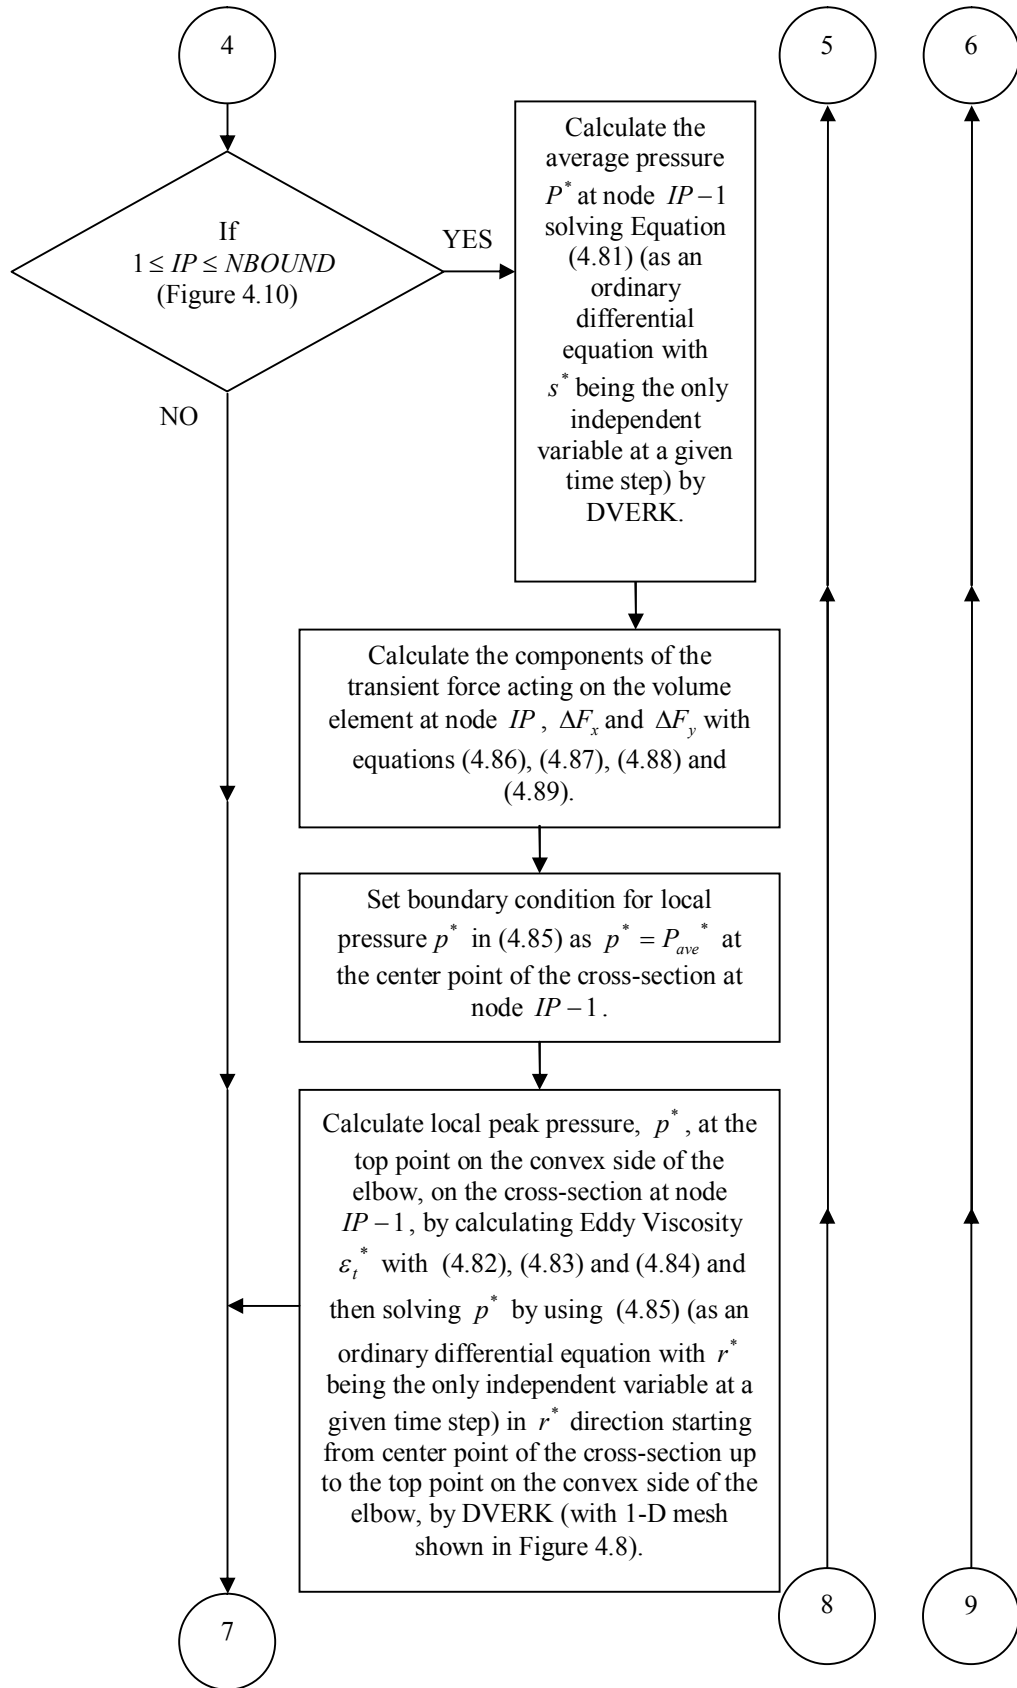 4
5
6
If
1 ≤ IP ≤ NBOUND
(Figure 4.10)
YES
NO
Calculate the
average pressure
P* at node IP−1
solving Equation
(4.81) (as an
ordinary
differential
equation with
s* being the only
independent
variable at a given
time step) by
DVERK.
Calculate the components of the
transient force acting on the volume
element at node IP, ΔF_x and ΔF_y with
equations (4.86), (4.87), (4.88) and
(4.89).
Set boundary condition for local
pressure p* in (4.85) as p* = P_ave* at
the center point of the cross-section at
node IP−1.
Calculate local peak pressure, p*, at the
top point on the convex side of the
elbow, on the cross-section at node
IP−1, by calculating Eddy Viscosity
ε_t* with (4.82), (4.83) and (4.84) and
then solving p* by using (4.85) (as an
ordinary differential equation with r*
being the only independent variable at a
given time step) in r* direction starting
from center point of the cross-section up
to the top point on the convex side of the
elbow, by DVERK (with 1-D mesh
shown in Figure 4.8).
7
8
9